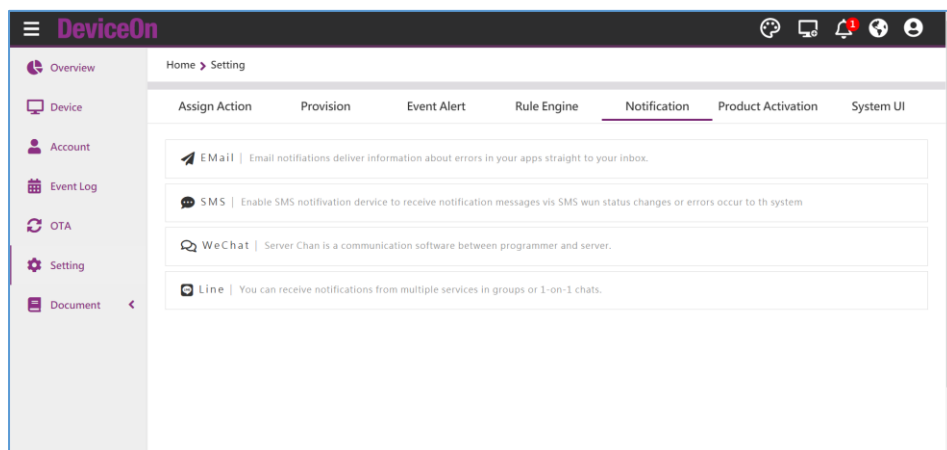 DeviceOn
1
Overview
Device
Account
Event Log
OTA
Setting
Document
Home > Setting
Assign Action Provision Event Alert Rule Engine Notification Product Activation System UI
EMail | Email notifiations deliver information about errors in your apps straight to your inbox.
SMS | Enable SMS notifivation dervice to receive notification messages vis SMS wun status changes or errors occur to th system
WeChat | Server Chan is a communication software between programmer and server.
Line | You can receive notifications from multiple services in groups or 1-on-1 chats.